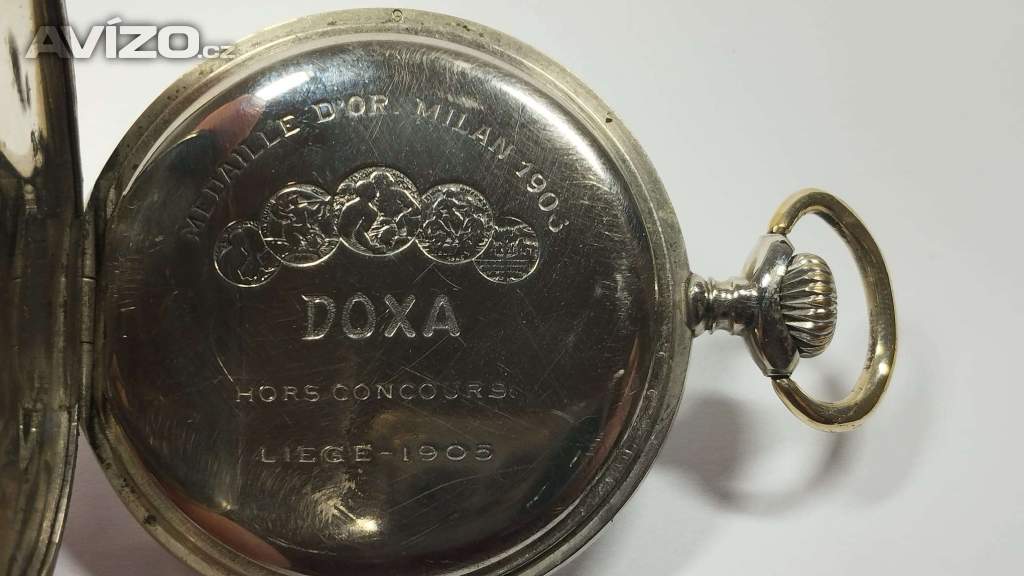 AVÍZO.cz
MEDAILLE D'OR MILAN 1906
DOXA
HORS CONCOURS
LIEGE-1905